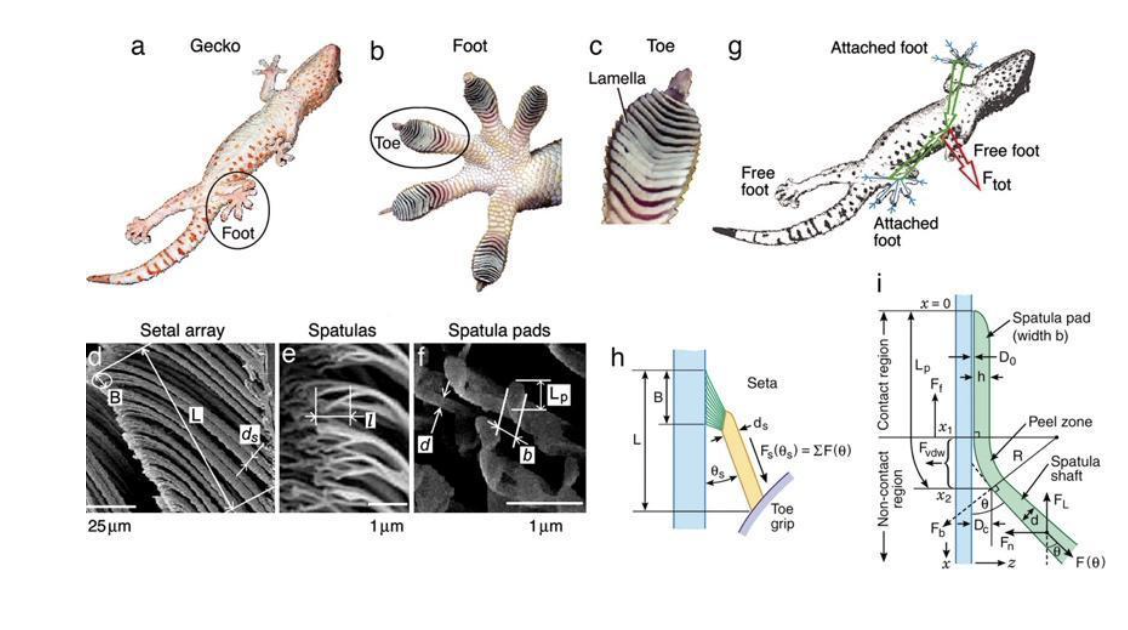 a
Gecko
Foot
b
Foot
Toe
c
Toe
Lamella
g
Attached foot
Free foot
F_tot
Free
foot
Attached
foot
Setal array
d
B
L
d_s
25 μm
Spatulas
e
l
1 μm
Spatula pads
f
L_p
d
b
1 μm
h
Seta
B
L
d_s
F_s(θ_s) = ΣF(θ)
θ_s
Toe
grip
i
x = 0
Spatula pad
(width b)
Contact region
L_p
D_0
h
F_f
x_1
Peel zone
F_vdw
R
Spatula
shaft
Non-contact
region
x_2
θ
F_L
d
F_b
D_c
F_n
θ
x
z
F(θ)